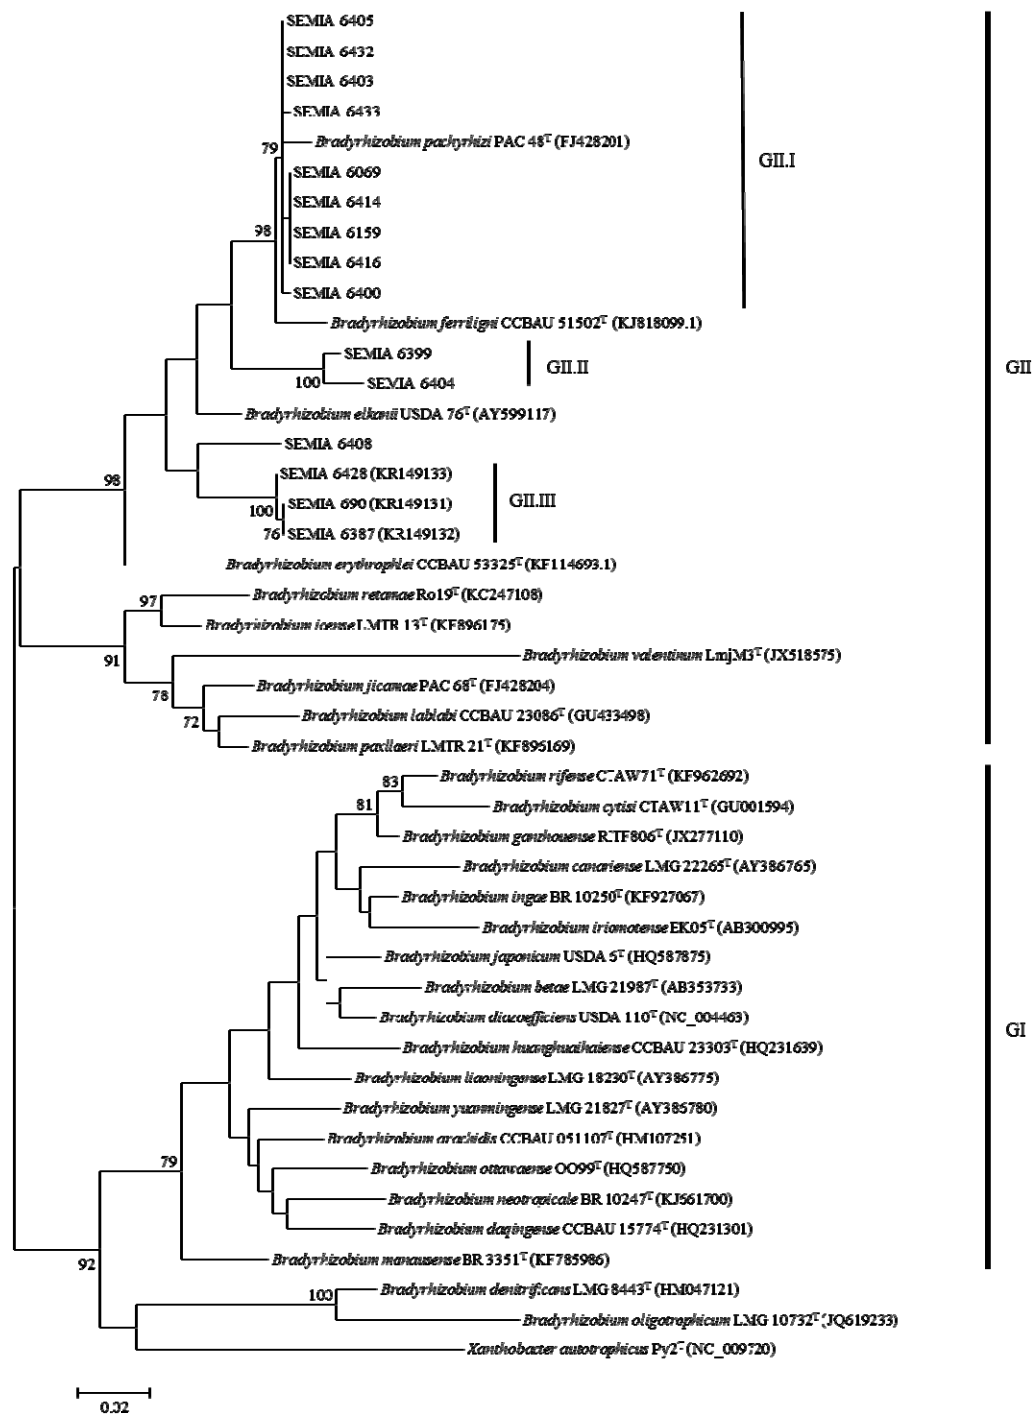 SEMIA 6405
SEMIA 6432
SEMIA 6403
SEMIA 6433
Bradyrhizobium pachyrhizi PAC 48T (FJ428201)
79
GII.I
SEMIA 6069
SEMIA 6414
SEMIA 6159
98
SEMIA 6416
SEMIA 6400
Bradyrhizobium ferriligni CCBAU 51502T (KJ818099.1)
SEMIA 6399
GII.II
GII
100
SEMIA 6404
Bradyrhizobium elkanii USDA 76T (AY599117)
SEMIA 6408
SEMIA 6428 (KR149133)
98
SEMIA 690 (KR149131)
GII.III
100
76
SEMIA 6387 (KR149132)
Bradyrhizobium erythrophlei CCBAU 53325T (KF114693.1)
Bradyrhizobium retamae Ro19T (KC247108)
97
Bradyrhizobium icense LMTR 13T (KF896175)
91
Bradyrhizobium valentinum LmjM3T (JX518575)
Bradyrhizobium jicamae PAC 68T (FJ428204)
78
Bradyrhizobium lablabi CCBAU 23086T (GU433498)
72
Bradyrhizobium paxllaeri LMTR 21T (KF896169)
Bradyrhizobium rifense CTAW71T (KF962692)
83
Bradyrhizobium cytisi CTAW11T (GU001594)
81
Bradyrhizobium ganzhouense RITF806T (JX277110)
Bradyrhizobium canariense LMG 22265T (AY386765)
Bradyrhizobium ingae BR 10250T (KF927067)
Bradyrhizobium iriomotense EK05T (AB300995)
Bradyrhizobium japonicum USDA 6T (HQ587875)
Bradyrhizobium betae LMG 21987T (AB353733)
Bradyrhizobium diazoefficiens USDA 110T (NC_004463)
GI
Bradyrhizobium huanghuaihaiense CCBAU 23303T (HQ231639)
Bradyrhizobium liaoningense LMG 18230T (AY386775)
Bradyrhizobium yuanmingense LMG 21827T (AY386780)
Bradyrhizobium arachidis CCBAU 051107T (HM107251)
79
Bradyrhizobium ottawaense OO99T (HQ587750)
Bradyrhizobium neotropicale BR 10247T (KJ661700)
Bradyrhizobium daqingense CCBAU 15774T (HQ231301)
Bradyrhizobium manausense BR 3351T (KF785986)
92
Bradyrhizobium denitrificans LMG 8443T (HM047121)
100
Bradyrhizobium oligotrophicum LMG 10732T (JQ619233)
Xanthobacter autotrophicus Py2T (NC_009720)
0.02